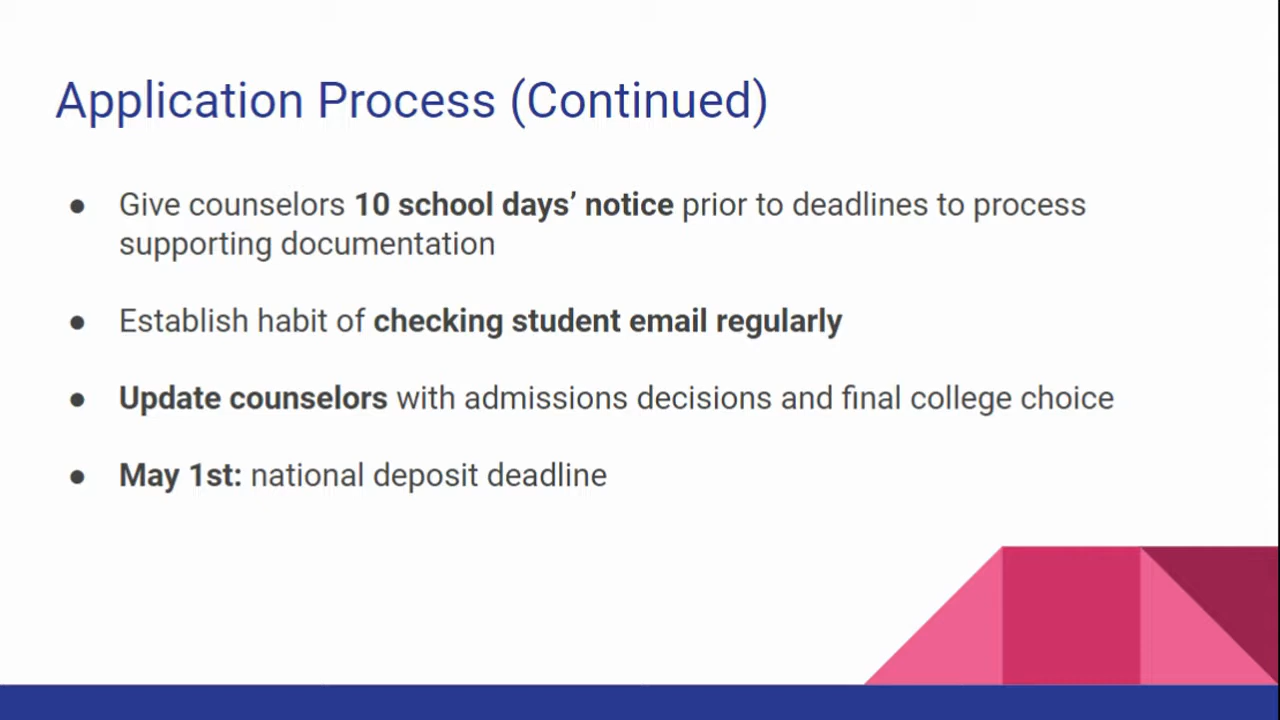 Application Process (Continued)
● Give counselors 10 school days’ notice prior to deadlines to process
supporting documentation
● Establish habit of checking student email regularly
● Update counselors with admissions decisions and final college choice
● May 1st: national deposit deadline